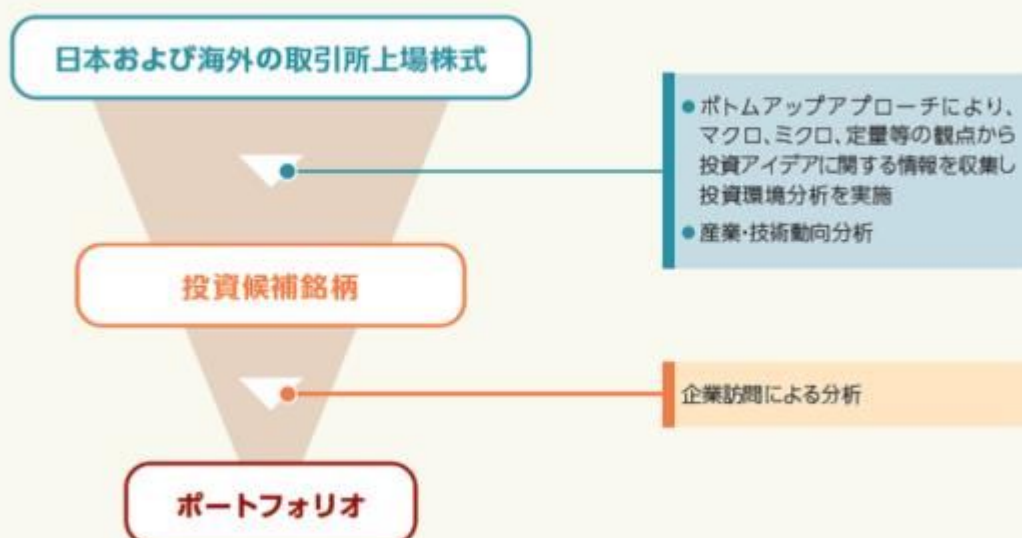 日本および海外の取引所上場株式
●ボトムアップアプローチにより、
マクロ、ミクロ、定量等の観点から
投資アイデアに関する情報を収集し
投資環境分析を実施
●産業・技術動向分析
投資候補銘柄
企業訪問による分析
ポートフォリオ